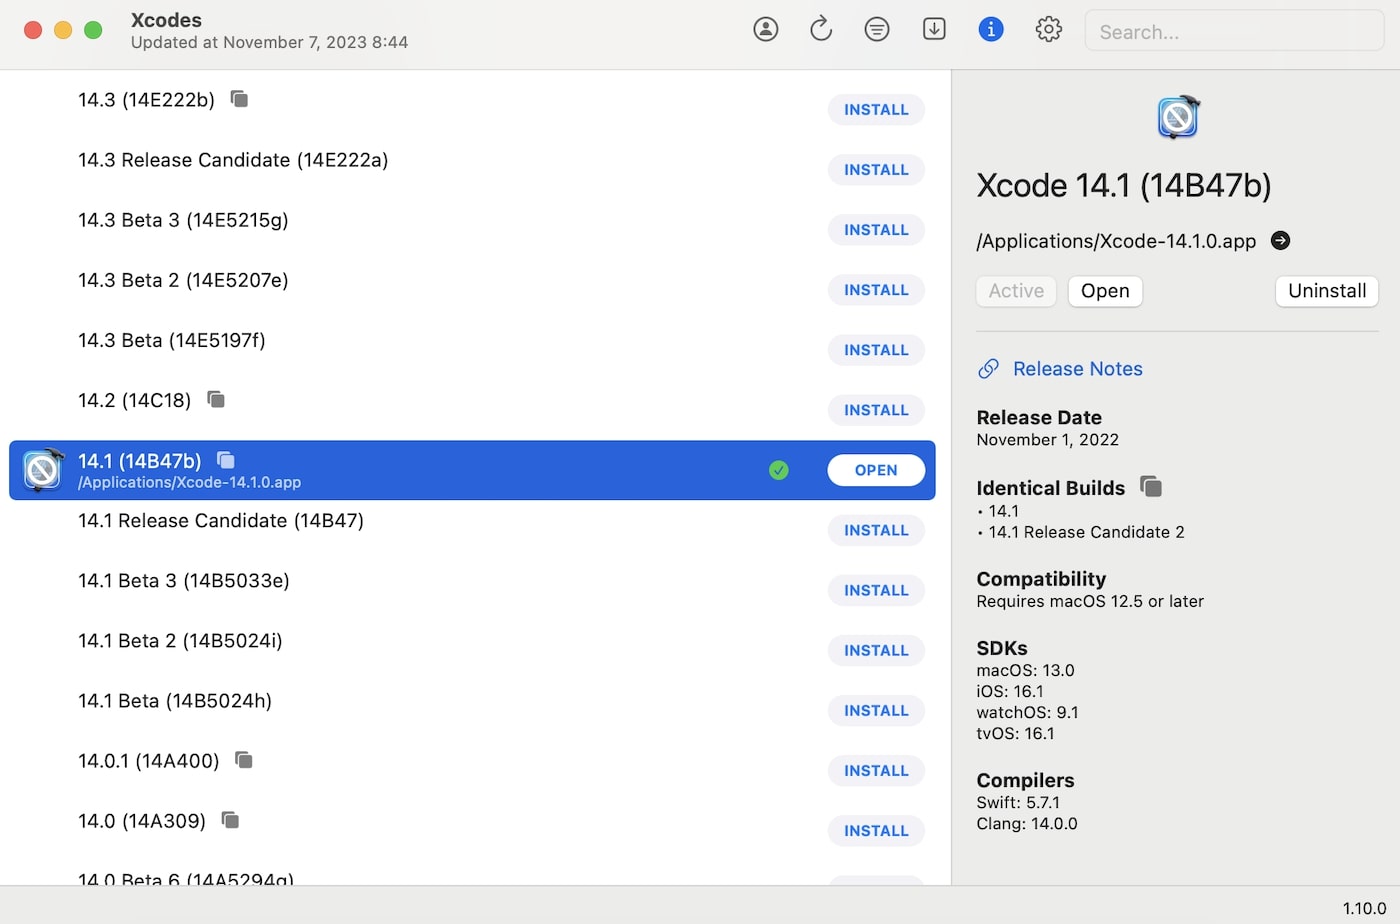 Xcodes
Updated at November 7, 2023 8:44
Search...
14.3 (14E222b)
INSTALL
14.3 Release Candidate (14E222a)
INSTALL
14.3 Beta 3 (14E5215g)
INSTALL
14.3 Beta 2 (14E5207e)
INSTALL
14.3 Beta (14E5197f)
INSTALL
14.2 (14C18)
INSTALL
14.1 (14B47b)
/Applications/Xcode-14.1.0.app
OPEN
14.1 Release Candidate (14B47)
INSTALL
14.1 Beta 3 (14B5033e)
INSTALL
14.1 Beta 2 (14B5024i)
INSTALL
14.1 Beta (14B5024h)
INSTALL
14.0.1 (14A400)
INSTALL
14.0 (14A309)
INSTALL
14.0 Beta 6 (14A5294g)
Xcode 14.1 (14B47b)
/Applications/Xcode-14.1.0.app
Active
Open
Uninstall
Release Notes
Release Date
November 1, 2022
Identical Builds
• 14.1
• 14.1 Release Candidate 2
Compatibility
Requires macOS 12.5 or later
SDKs
macOS: 13.0
iOS: 16.1
watchOS: 9.1
tvOS: 16.1
Compilers
Swift: 5.7.1
Clang: 14.0.0
1.10.0